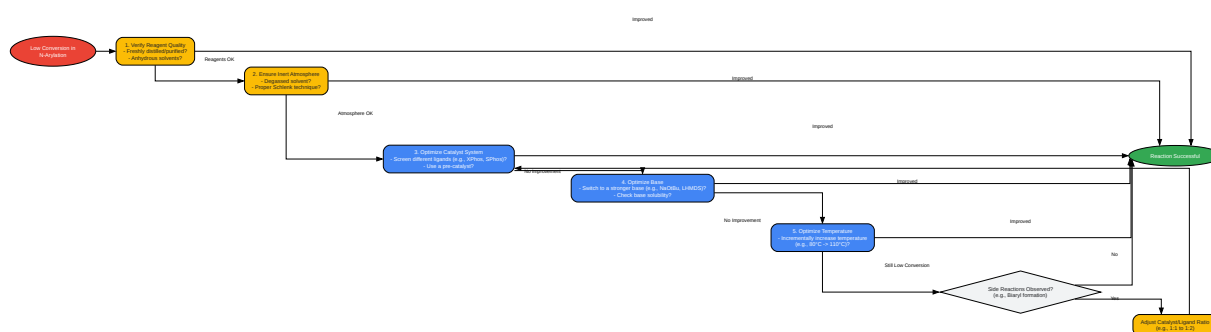 Improved
Low Conversion in
N-Arylation
1. Verify Reagent Quality
- Freshly distilled/purified?
- Anhydrous solvents?
Reagents OK
2. Ensure Inert Atmosphere
- Degassed solvent?
- Proper Schlenk technique?
Improved
Atmosphere OK
Improved
3. Optimize Catalyst System
- Screen different ligands (e.g., XPhos, SPhos)?
- Use a pre-catalyst?
Reaction Successful
No Improvement
4. Optimize Base
- Switch to a stronger base (e.g., NaOtBu, LHMDS)?
- Check base solubility?
Improved
No Improvement
Improved
5. Optimize Temperature
- Incrementally increase temperature
(e.g., 80°C -> 110°C)?
No
Still Low Conversion
Side Reactions Observed?
(e.g., Biaryl formation)
Yes
Adjust Catalyst/Ligand Ratio
(e.g., 1:1 to 1:2)